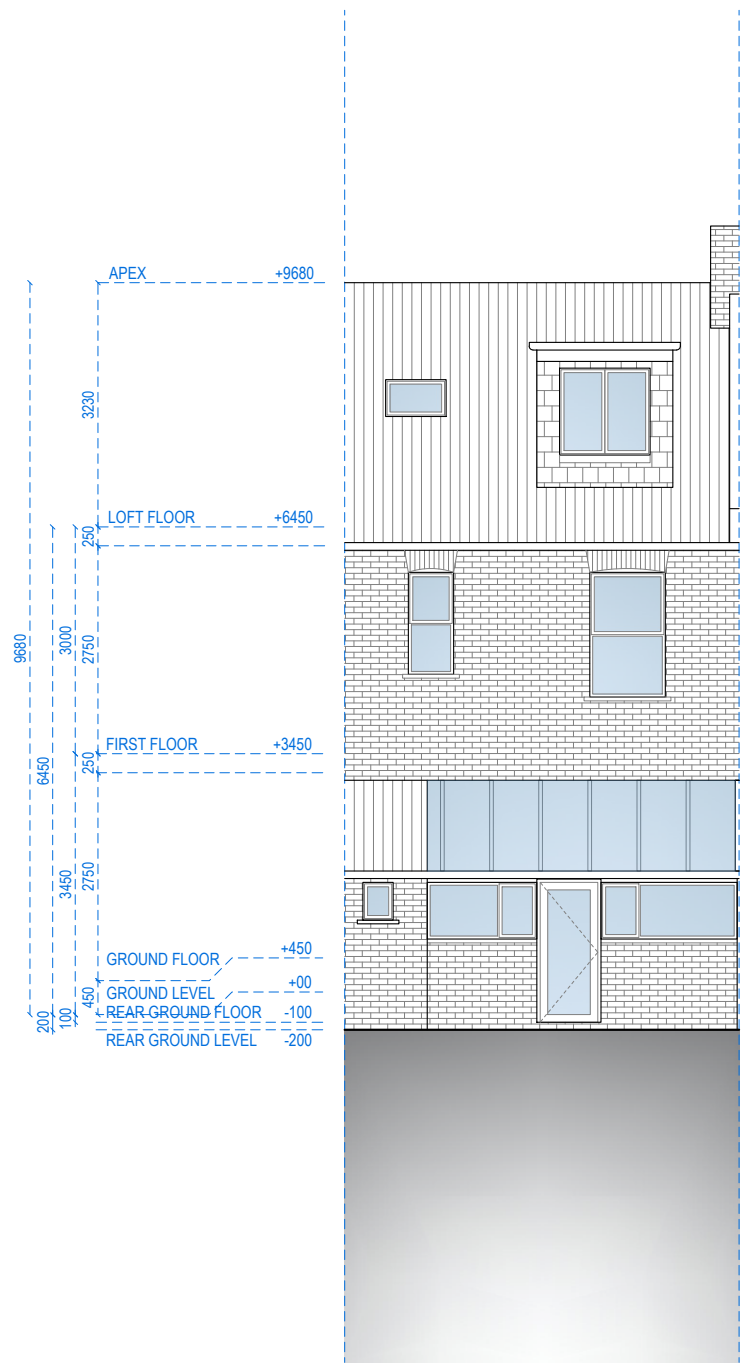 APEX +9680
3230
LOFT FLOOR +6450
250
9680
6450
3000
2750
FIRST FLOOR +3450
250
3450
2750
GROUND FLOOR +450
GROUND LEVEL +00
450
REAR GROUND FLOOR -100
200
100
REAR GROUND LEVEL -200